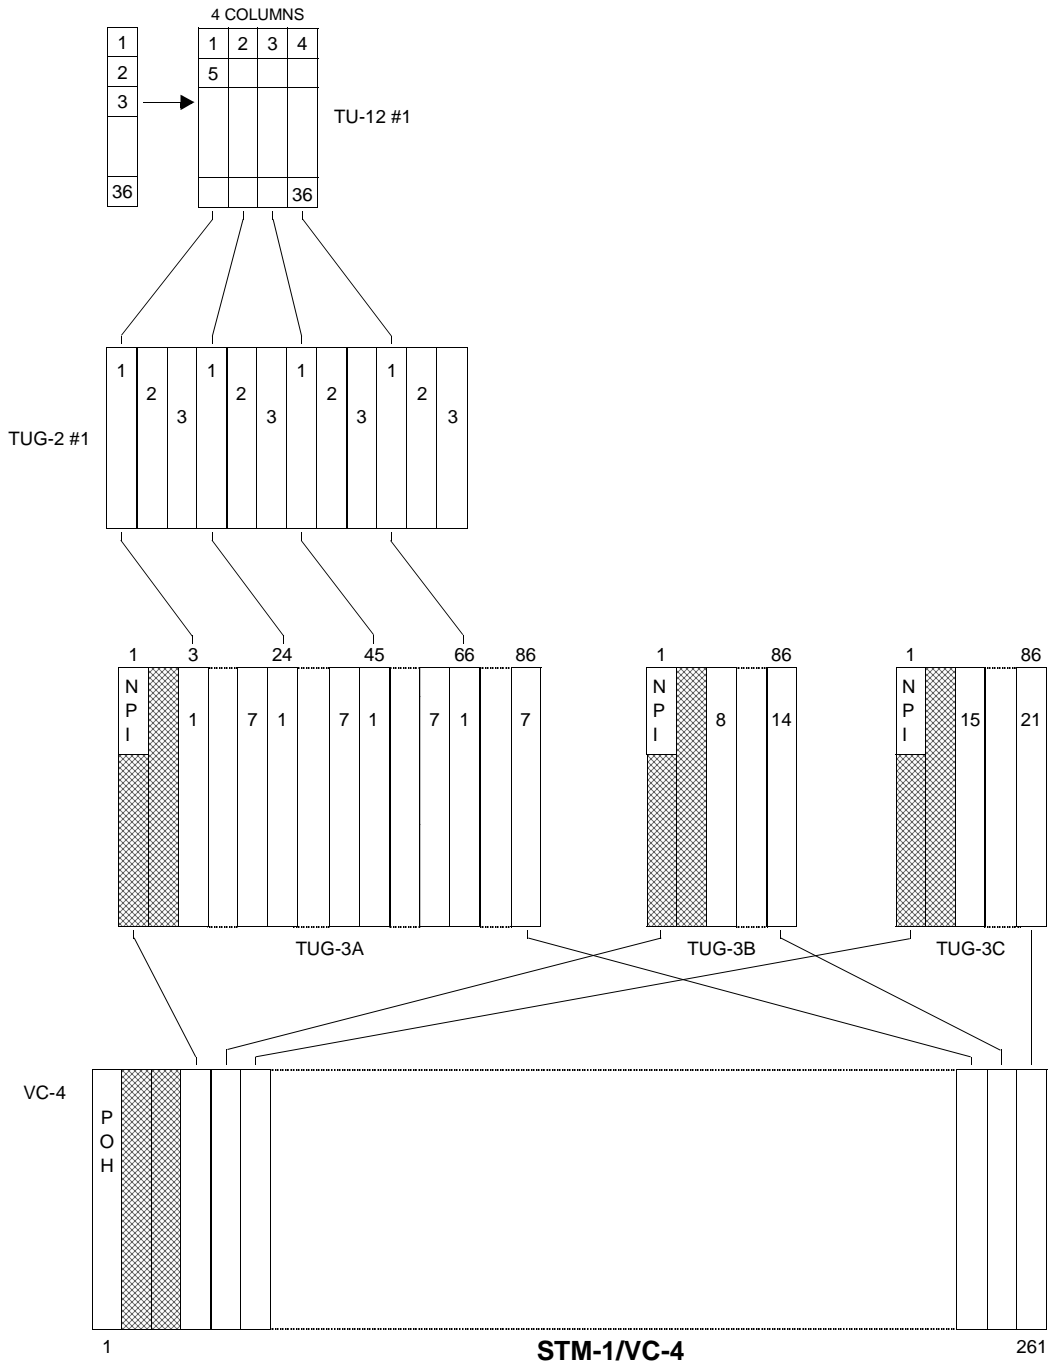 4 COLUMNS
1 1 2 3 4
2 5
3
TU-12 #1
36 36
1 1 1 1
2 2 2 2
3 3 3 3
TUG-2 #1
1 3 24 45 66 86 1 86 1 86
N P I 1 7 1 7 1 7 1 7 N P I 8 14 N P I 15 21
TUG-3A TUG-3B TUG-3C
VC-4
P
O
H
1 STM-1/VC-4 261